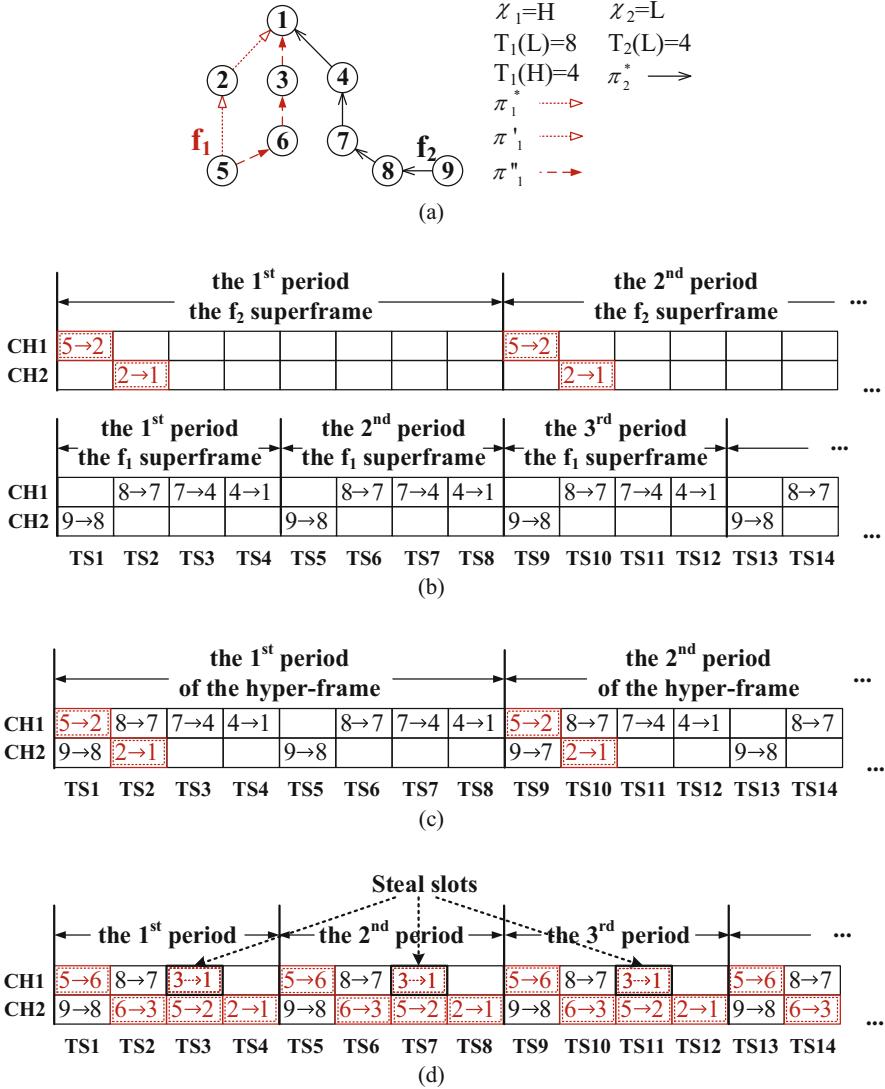 1
χ₁=H χ₂=L
2 3 4
T₁(L)=8 T₂(L)=4
T₁(H)=4 π₂*
π₁*
f₁ 6 7 f₂
π'₁
5 8 9
π"₁
(a)
the 1st period the 2nd period
the f₂ superframe the f₂ superframe ...
CH1 5→2 5→2
CH2 2→1 2→1 ...
the 1st period the 2nd period the 3rd period ...
the f₁ superframe the f₁ superframe the f₁ superframe
CH1 8→7 7→4 4→1 8→7 7→4 4→1 8→7 7→4 4→1 8→7
CH2 9→8 9→8 9→8 9→8 ...
TS1 TS2 TS3 TS4 TS5 TS6 TS7 TS8 TS9 TS10 TS11 TS12 TS13 TS14
(b)
the 1st period the 2nd period ...
of the hyper-frame of the hyper-frame
CH1 5→2 8→7 7→4 4→1 8→7 7→4 4→1 5→2 8→7 7→4 4→1 8→7
CH2 9→8 2→1 9→8 9→7 2→1 9→8 ...
TS1 TS2 TS3 TS4 TS5 TS6 TS7 TS8 TS9 TS10 TS11 TS12 TS13 TS14
(c)
Steal slots
the 1st period the 2nd period the 3rd period ...
CH1 5→6 8→7 3→1 5→6 8→7 3→1 5→6 8→7 3→1 5→6 8→7
CH2 9→8 6→3 5→2 2→1 9→8 6→3 5→2 2→1 9→8 6→3 5→2 2→1 9→8 6→3 ...
TS1 TS2 TS3 TS4 TS5 TS6 TS7 TS8 TS9 TS10 TS11 TS12 TS13 TS14
(d)